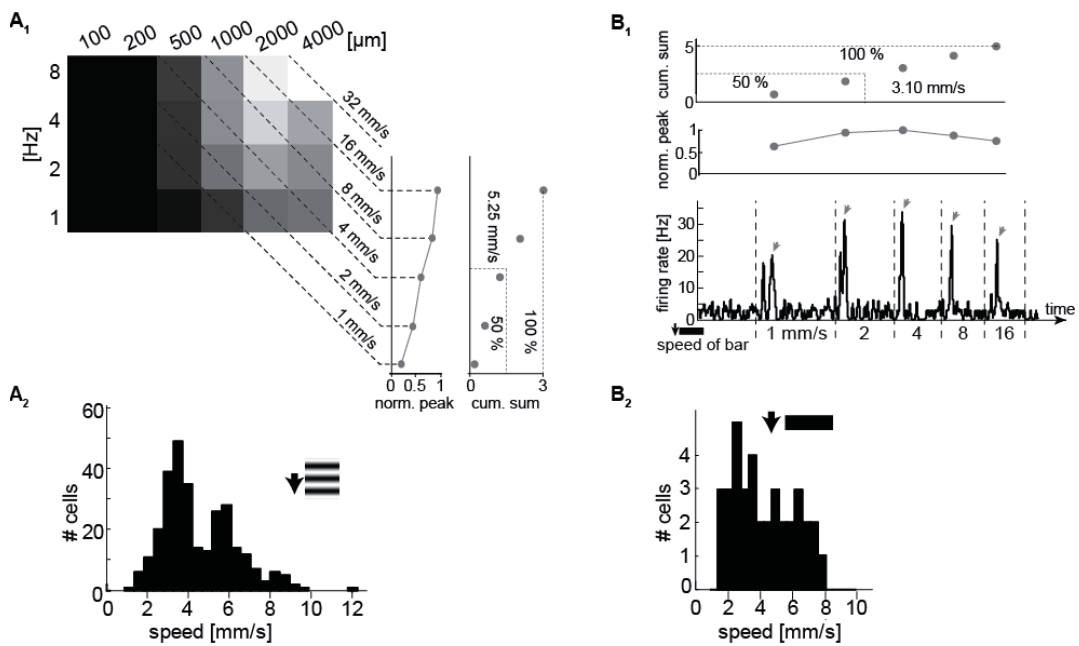 A1
100 200 500 1000 2000 4000 [µm]
8
4
2
1
[Hz]
32 mm/s
16 mm/s
8 mm/s
4 mm/s
2 mm/s
1 mm/s
0 0.5 1
norm. peak
5.25 mm/s
50 %
100 %
0 3
cum. sum
B1
5
0
cum. sum
50 %
100 %
3.10 mm/s
1
0.5
0
norm. peak
30
20
10
5
0
firing rate [Hz]
time
speed of bar
1 mm/s 2 4 8 16
A2
60
40
20
0
# cells
0 2 4 6 8 10 12
speed [mm/s]
B2
4
3
2
1
0
# cells
0 2 4 6 8 10
speed [mm/s]